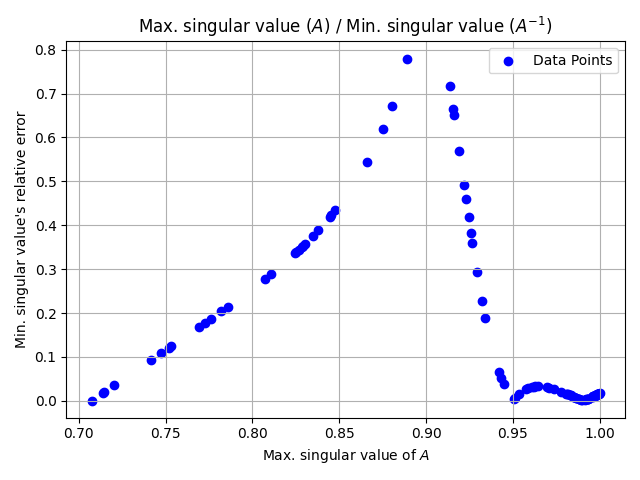 Max. singular value (A) / Min. singular value (A⁻¹)
Data Points
Min. singular value's relative error
0.8
0.7
0.6
0.5
0.4
0.3
0.2
0.1
0.0
0.70 0.75 0.80 0.85 0.90 0.95 1.00
Max. singular value of A